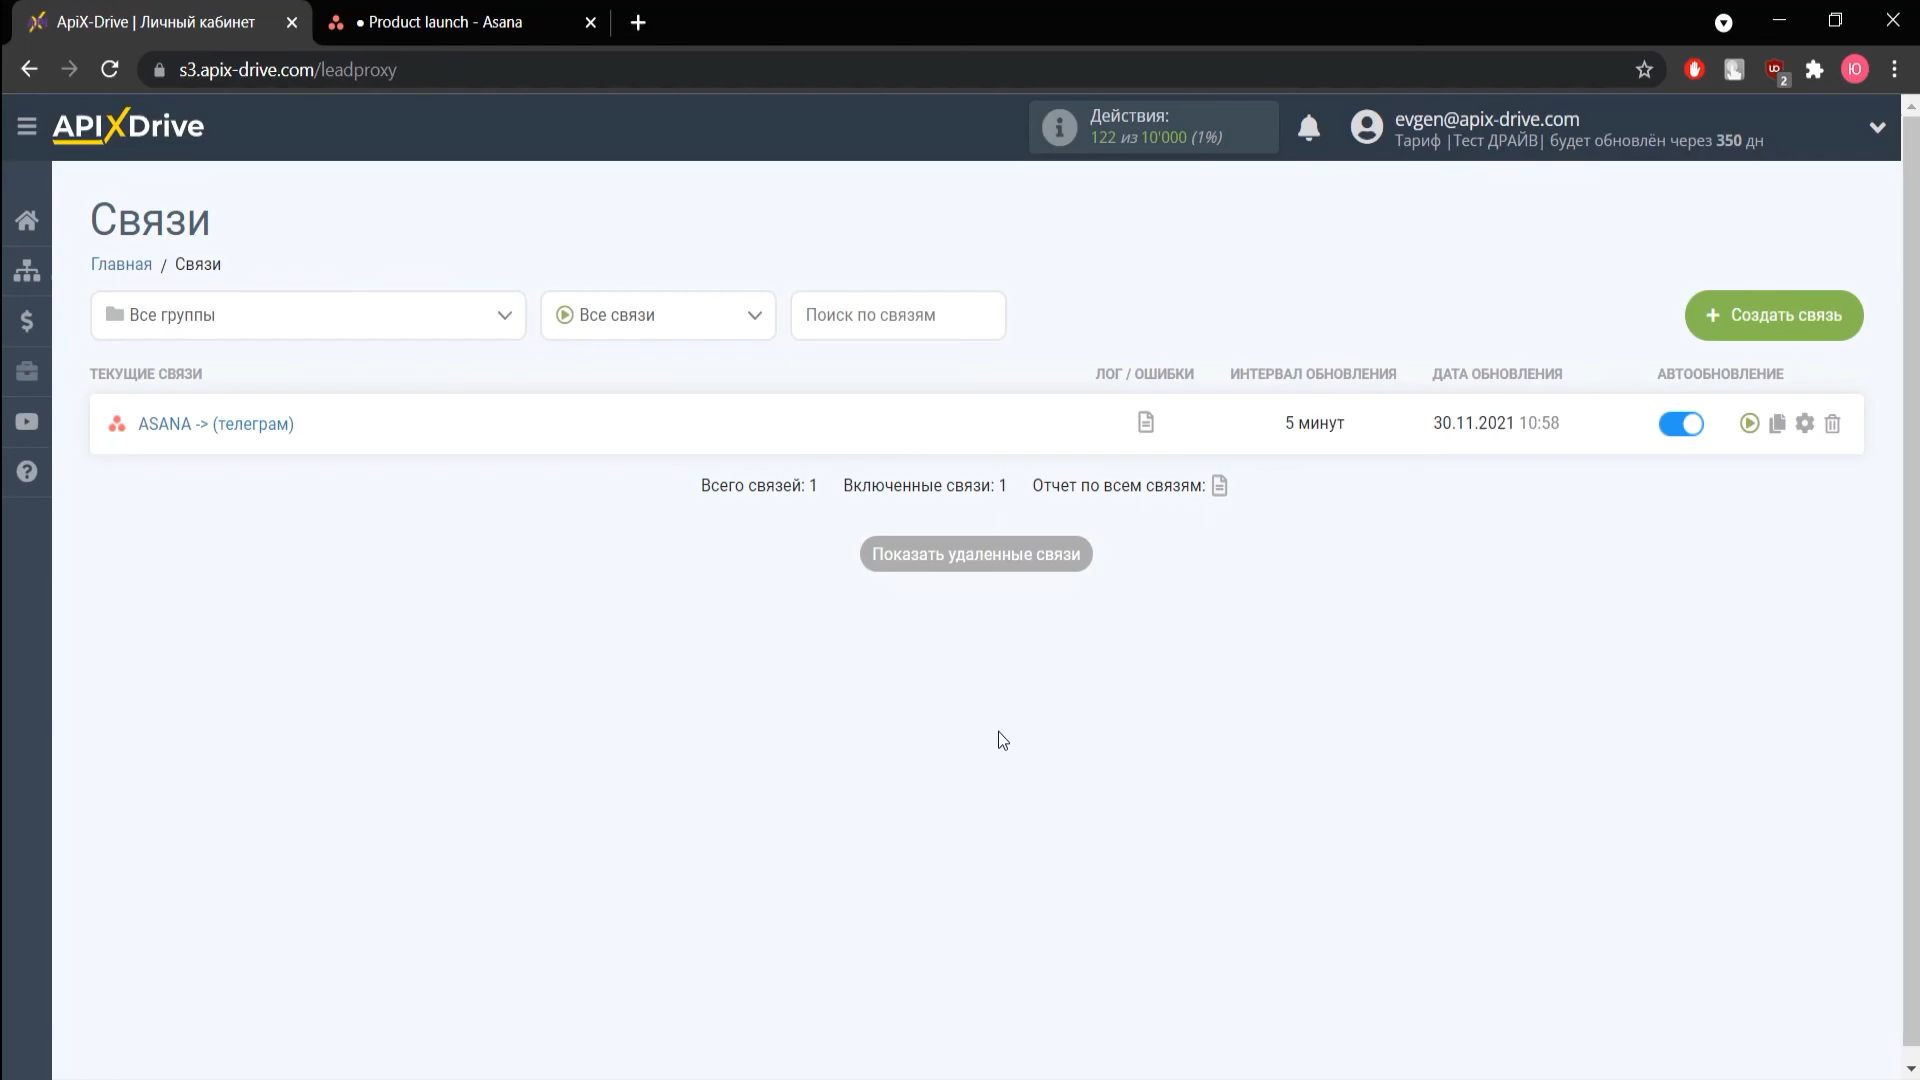 ApiX-Drive | Личный кабинет
• Product launch - Asana
s3.apix-drive.com/leadproxy
2
Ю
APIXDrive
Действия:
122 из 10'000 (1%)
evgen@apix-drive.com
Тариф |Тест ДРАЙВ| будет обновлён через 350 дн
Связи
Главная / Связи
Все группы
Все связи
Поиск по связям
+ Создать связь
ТЕКУЩИЕ СВЯЗИ
ЛОГ / ОШИБКИ
ИНТЕРВАЛ ОБНОВЛЕНИЯ
ДАТА ОБНОВЛЕНИЯ
АВТООБНОВЛЕНИЕ
ASANA -> (телеграм)
5 минут
30.11.2021 10:58
Всего связей: 1
Включенные связи: 1
Отчет по всем связям:
Показать удаленные связи